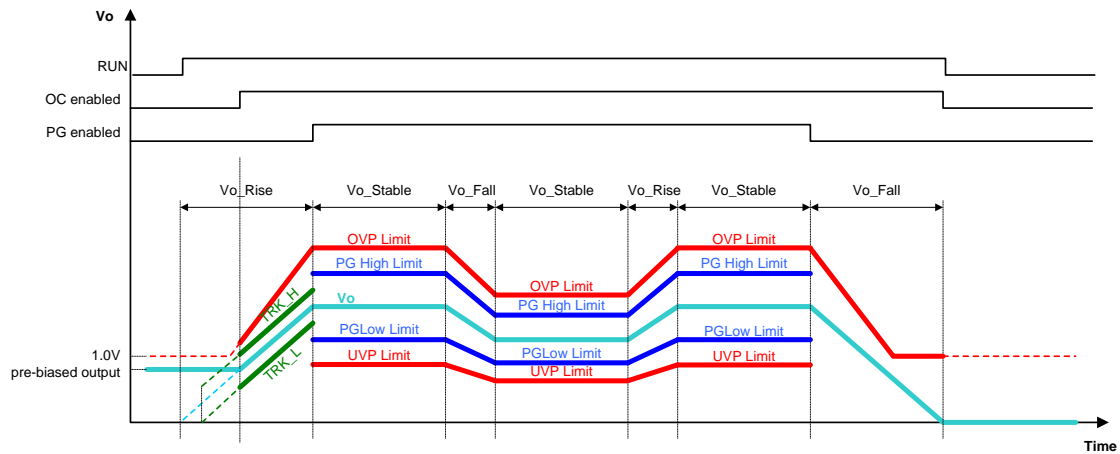 Vo
RUN
OC enabled
PG enabled
Vo_Rise
Vo_Stable
Vo_Fall
Vo_Stable
Vo_Rise
Vo_Stable
Vo_Fall
OVP Limit
OVP Limit
PG High Limit
PG High Limit
OVP Limit
TRK_H
Vo
PG High Limit
PGLow Limit
PGLow Limit
1.0V
TRK_L
UVP Limit
PGLow Limit
UVP Limit
pre-biased output
UVP Limit
Time